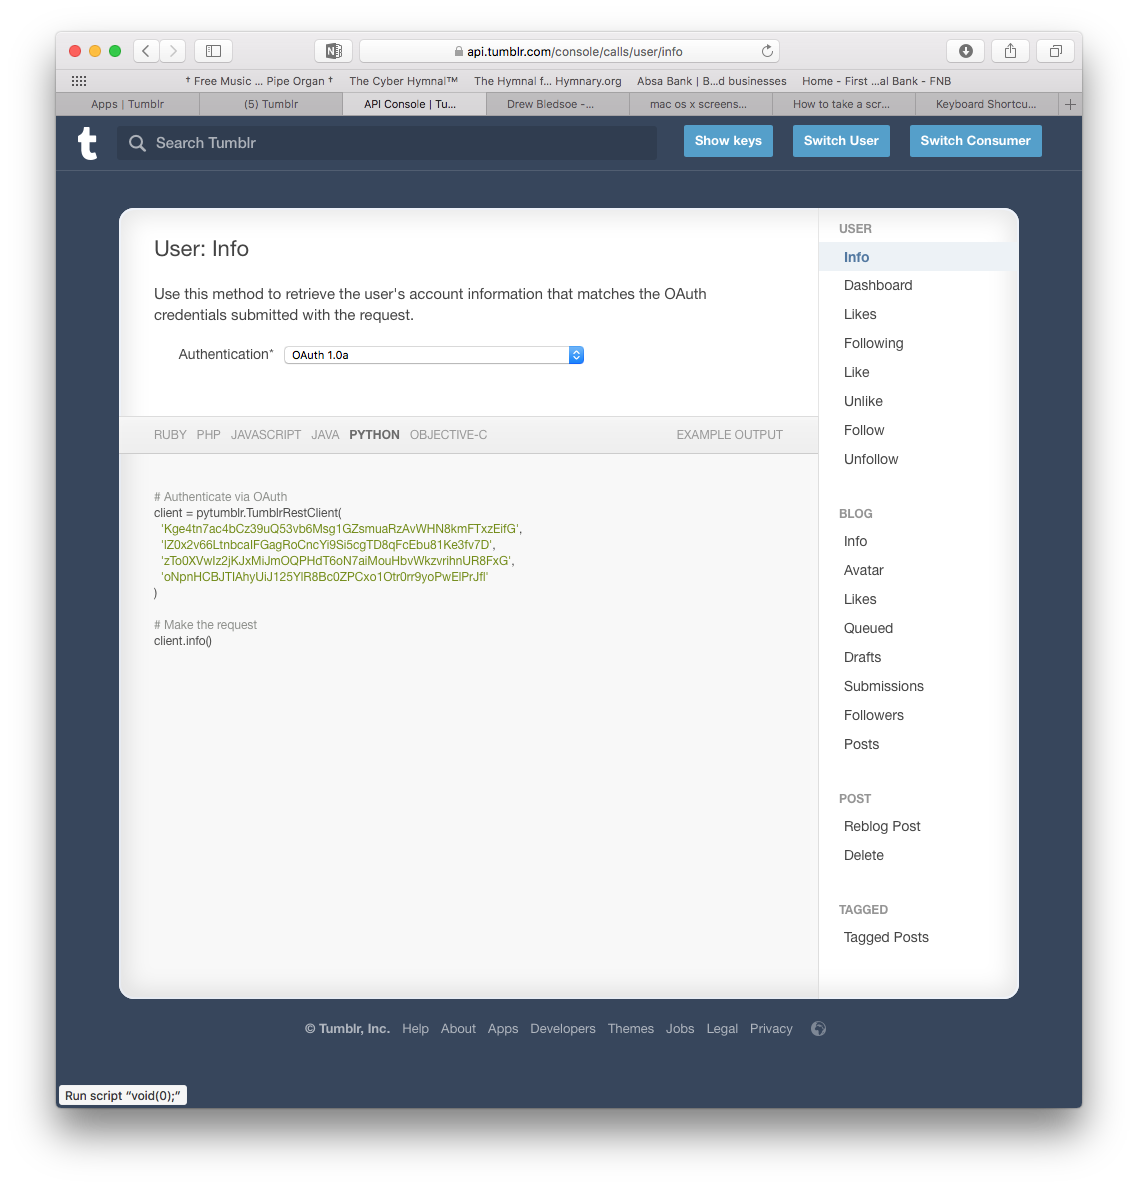 † Free Music ... Pipe Organ †
The Cyber Hymnal™
The Hymnal f... Hymnary.org
Absa Bank | B...d businesses
Home - First ...al Bank - FNB
api.tumblr.com/console/calls/user/info
Apps | Tumblr
(5) Tumblr
API Console | Tu...
Drew Bledsoe -...
mac os x screens...
How to take a scr...
Keyboard Shortcu...
t
Search Tumblr
Show keys
Switch User
Switch Consumer
User: Info
Use this method to retrieve the user's account information that matches the OAuth
credentials submitted with the request.
Authentication*
OAuth 1.0a
RUBY PHP JAVASCRIPT JAVA PYTHON OBJECTIVE-C
EXAMPLE OUTPUT
# Authenticate via OAuth
client = pytumblr.TumblrRestClient(
'Kge4tn7ac4bCz39uQ53vb6Msg1GZsmuaRzAvWHN8kmFTxzEifG',
)
# Make the request
client.info()
USER
Info
Dashboard
Likes
Following
Like
Unlike
Follow
Unfollow
BLOG
Info
Avatar
Likes
Queued
Drafts
Submissions
Followers
Posts
POST
Reblog Post
Delete
TAGGED
Tagged Posts
© Tumblr, Inc. Help About Apps Developers Themes Jobs Legal Privacy
Run script “void(0);”